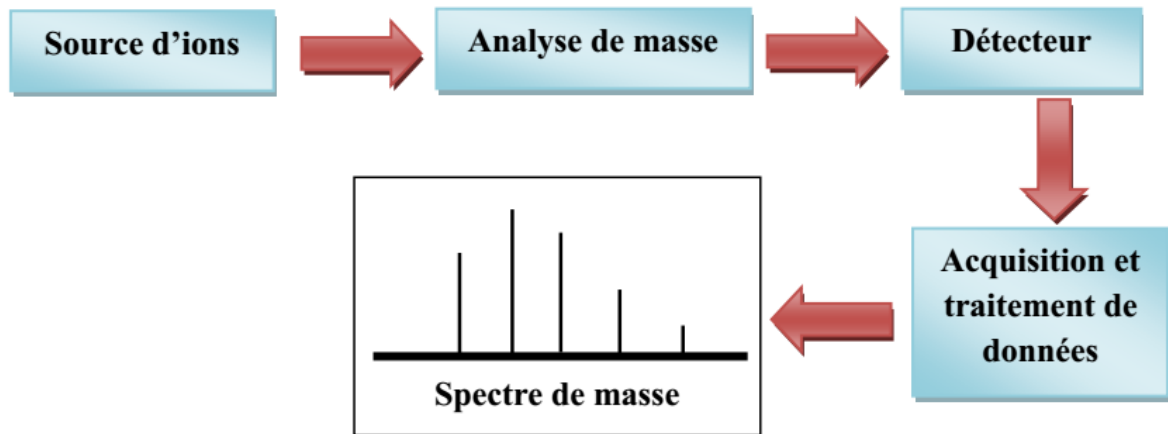 Source d’ions
Analyse de masse
Détecteur
Acquisition et
traitement de
données
Spectre de masse